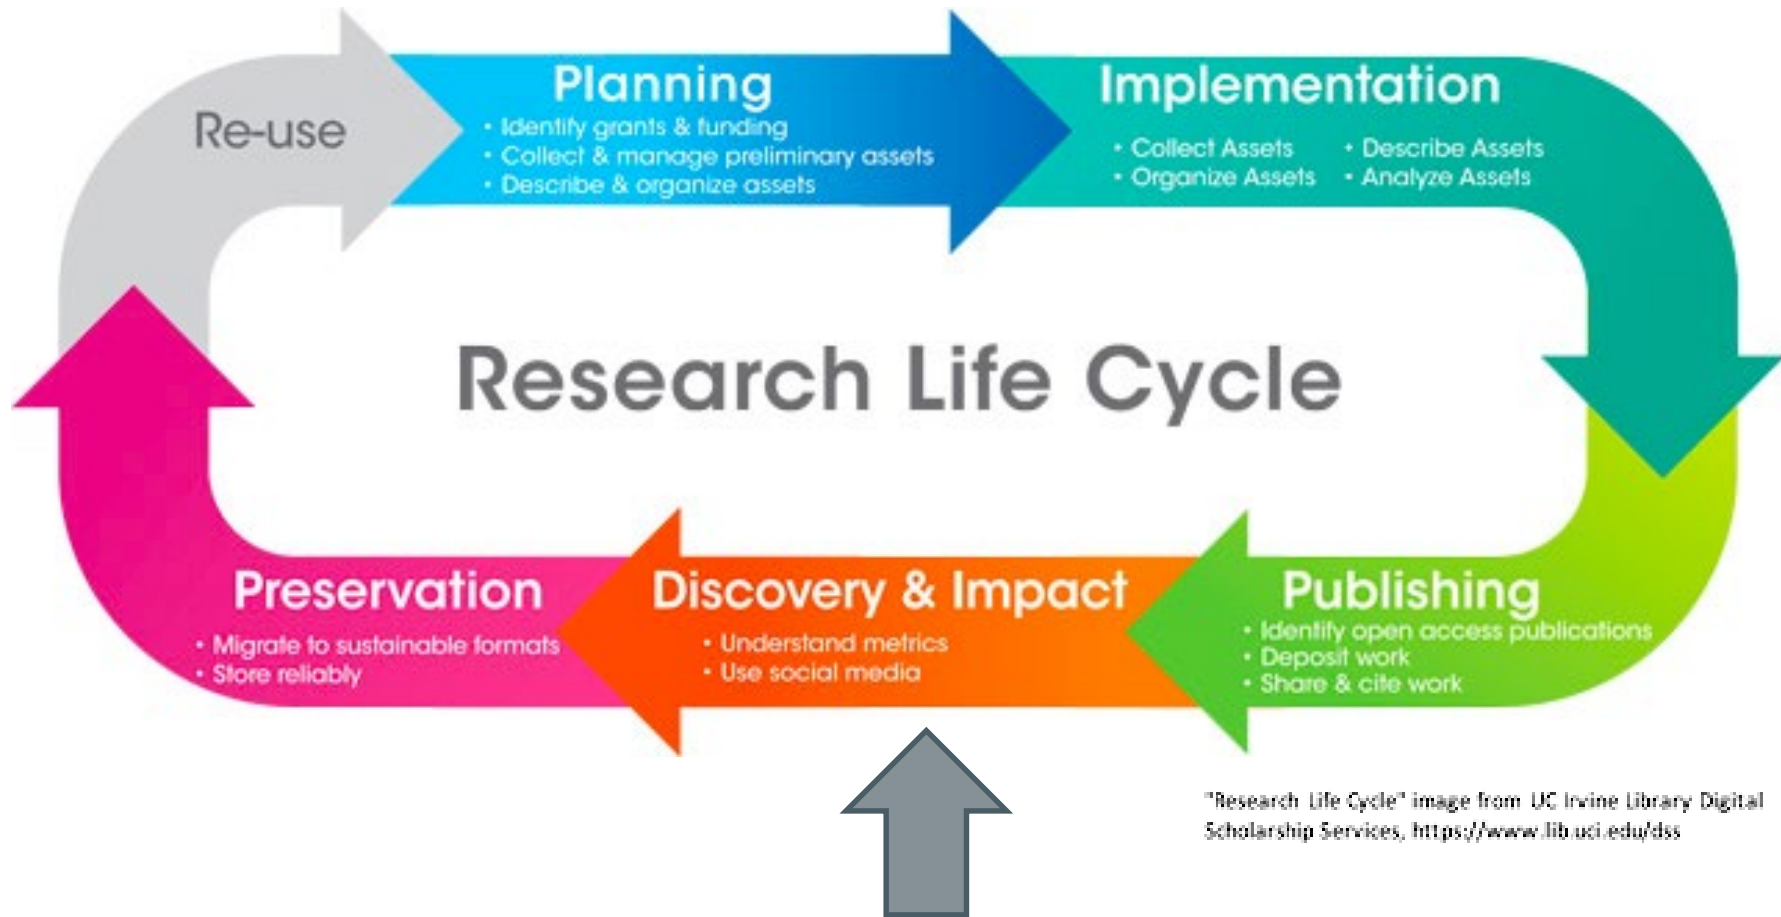 Re-use
Planning
• Identify grants & funding
• Collect & manage preliminary assets
• Describe & organize assets
Implementation
• Collect Assets
• Organize Assets
• Describe Assets
• Analyze Assets
Research Life Cycle
Publishing
• Identify open access publications
• Deposit work
• Share & cite work
Discovery & Impact
• Understand metrics
• Use social media
Preservation
• Migrate to sustainable formats
• Store reliably
"Research Life Cycle" image from UC Irvine Library Digital
Scholarship Services, https://www.lib.uci.edu/dss